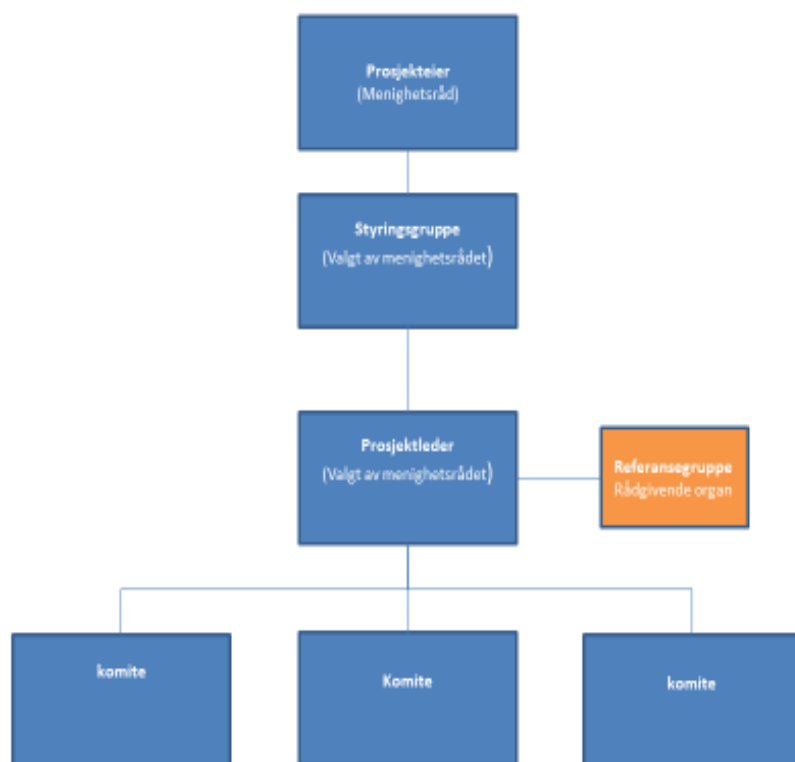 Prosjekteier
(Menighetsråd)
Styringsgruppe
(Valgt av menighetsrådet)
Prosjektleder
(Valgt av menighetsrådet)
Referansegruppe
Rådgivende organ
komite
Komite
komite